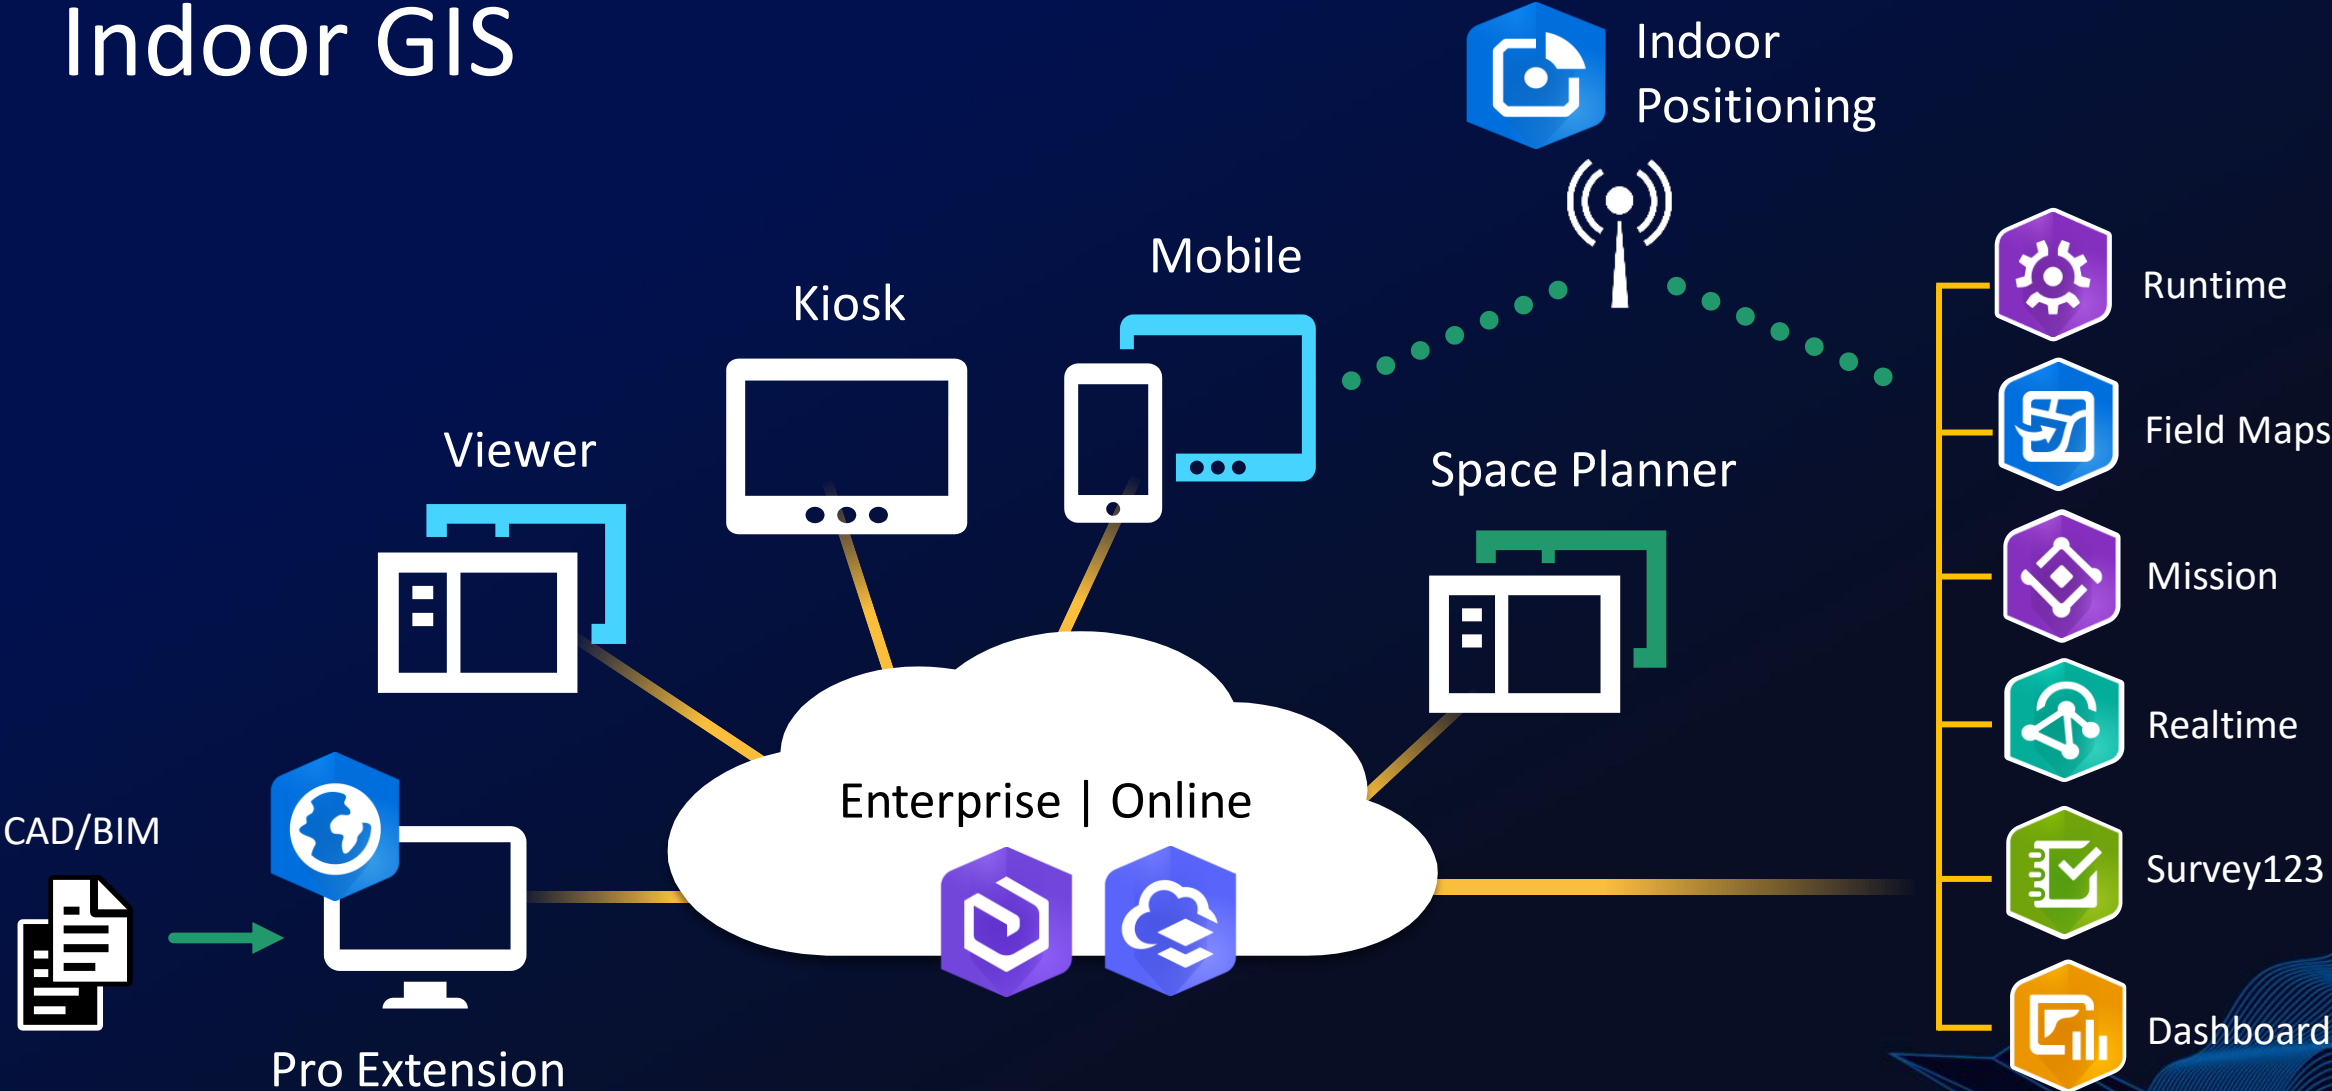 Indoor GIS
Indoor
Positioning
Mobile
Kiosk
Viewer
Space Planner
Runtime
Field Maps
Mission
Realtime
Survey123
Dashboard
Enterprise | Online
CAD/BIM
Pro Extension